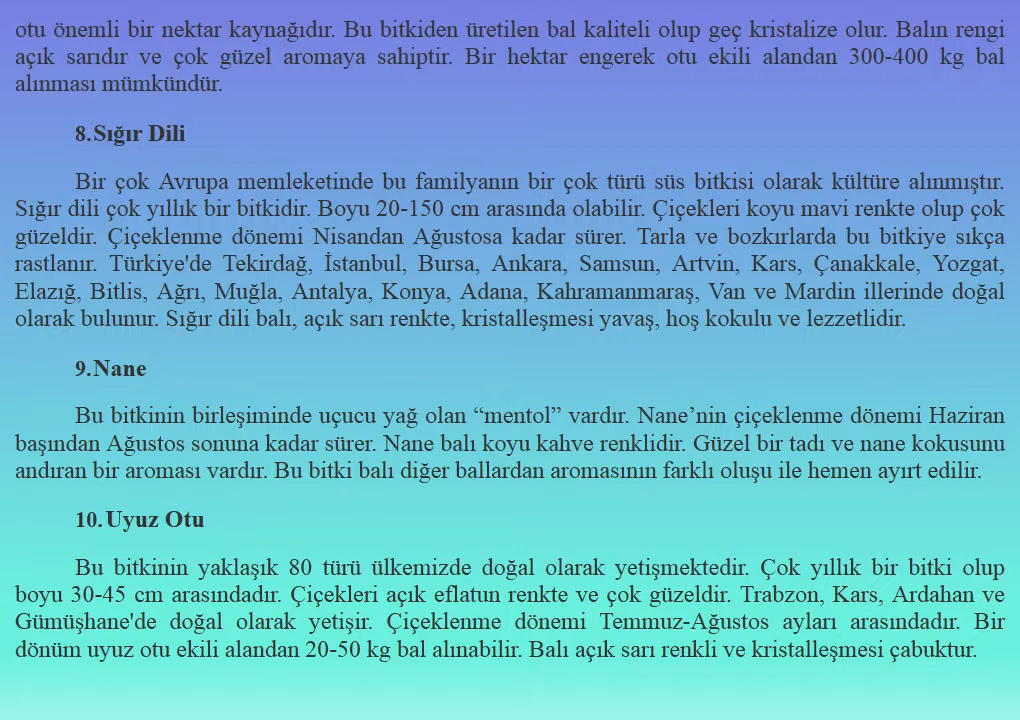 otu önemli bir nektar kaynağıdır. Bu bitkiden üretilen bal kaliteli olup geç kristalize olur. Balın rengi
açık sarıdır ve çok güzel aromaya sahiptir. Bir hektar engerek otu ekili alandan 300-400 kg bal
alınması mümkündür.
8.Sığır Dili
Bir çok Avrupa memleketinde bu familyanın bir çok türü süs bitkisi olarak kültüre alınmıştır.
Sığır dili çok yıllık bir bitkidir. Boyu 20-150 cm arasında olabilir. Çiçekleri koyu mavi renkte olup çok
güzeldir. Çiçeklenme dönemi Nisandan Ağustosa kadar sürer. Tarla ve bozkırlarda bu bitkiye sıkça
rastlanır. Türkiye'de Tekirdağ, İstanbul, Bursa, Ankara, Samsun, Artvin, Kars, Çanakkale, Yozgat,
Elazığ, Bitlis, Ağrı, Muğla, Antalya, Konya, Adana, Kahramanmaraş, Van ve Mardin illerinde doğal
olarak bulunur. Sığır dili balı, açık sarı renkte, kristalleşmesi yavaş, hoş kokulu ve lezzetlidir.
9.Nane
Bu bitkinin birleşiminde uçucu yağ olan “mentol” vardır. Nane’nin çiçeklenme dönemi Haziran
başından Ağustos sonuna kadar sürer. Nane balı koyu kahve renklidir. Güzel bir tadı ve nane kokusunu
andıran bir aroması vardır. Bu bitki balı diğer ballardan aromasının farklı oluşu ile hemen ayırt edilir.
10.Uyuz Otu
Bu bitkinin yaklaşık 80 türü ülkemizde doğal olarak yetişmektedir. Çok yıllık bir bitki olup
boyu 30-45 cm arasındadır. Çiçekleri açık eflatun renkte ve çok güzeldir. Trabzon, Kars, Ardahan ve
Gümüşhane'de doğal olarak yetişir. Çiçeklenme dönemi Temmuz-Ağustos ayları arasındadır. Bir
dönüm uyuz otu ekili alandan 20-50 kg bal alınabilir. Balı açık sarı renkli ve kristalleşmesi çabuktur.